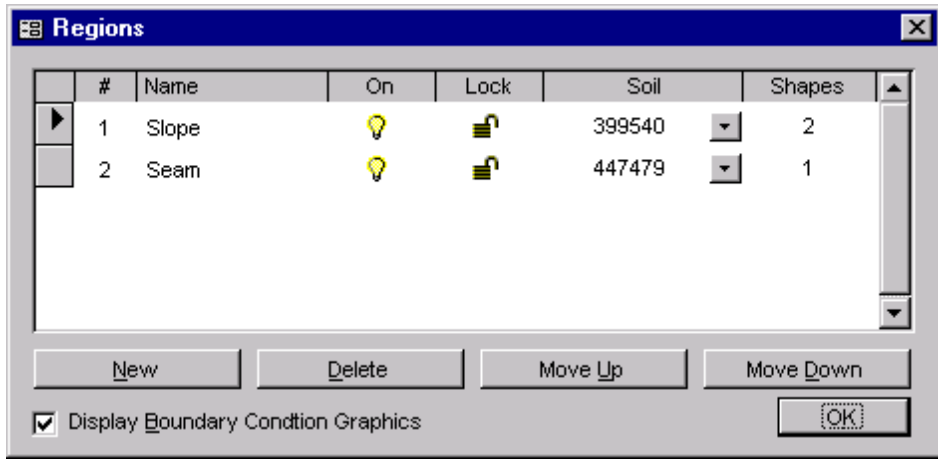 Regions
# Name On Lock Soil Shapes
1 Slope 399540 2
2 Seam 447479 1
New Delete Move Up Move Down
Display Boundary Condtion Graphics OK